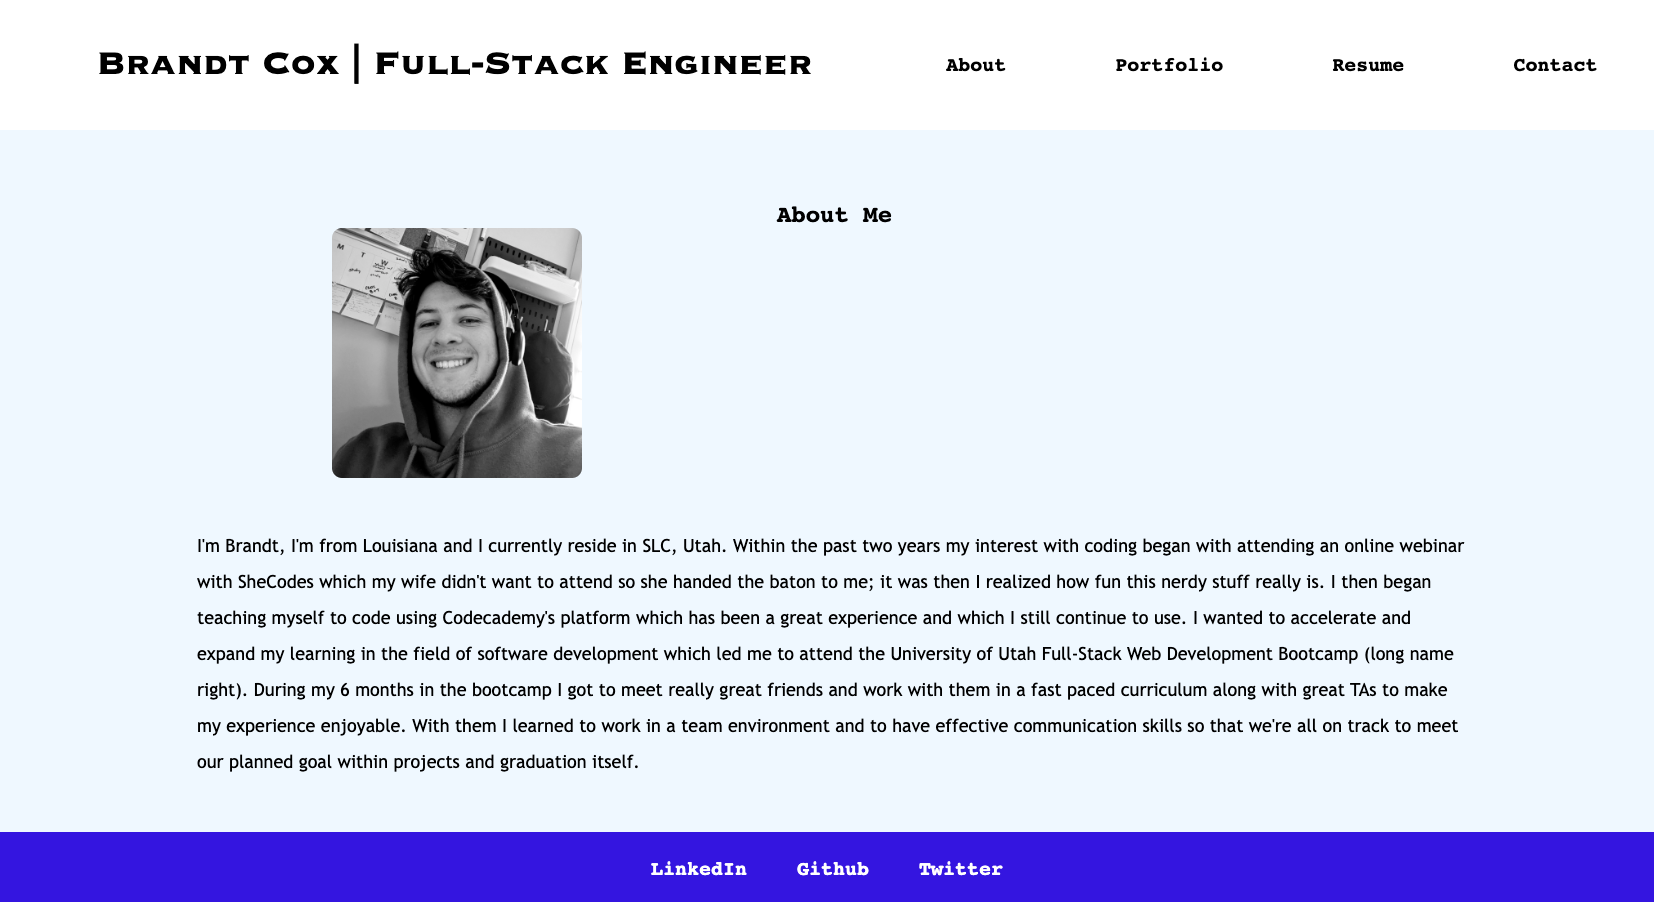 Brandt Cox | Full-Stack Engineer
About Portfolio Resume Contact
About Me
M T W
I'm Brandt, I'm from Louisiana and I currently reside in SLC, Utah. Within the past two years my interest with coding began with attending an online webinar
with SheCodes which my wife didn't want to attend so she handed the baton to me; it was then I realized how fun this nerdy stuff really is. I then began
teaching myself to code using Codecademy's platform which has been a great experience and which I still continue to use. I wanted to accelerate and
expand my learning in the field of software development which led me to attend the University of Utah Full-Stack Web Development Bootcamp (long name
right). During my 6 months in the bootcamp I got to meet really great friends and work with them in a fast paced curriculum along with great TAs to make
my experience enjoyable. With them I learned to work in a team environment and to have effective communication skills so that we're all on track to meet
our planned goal within projects and graduation itself.
LinkedIn Github Twitter